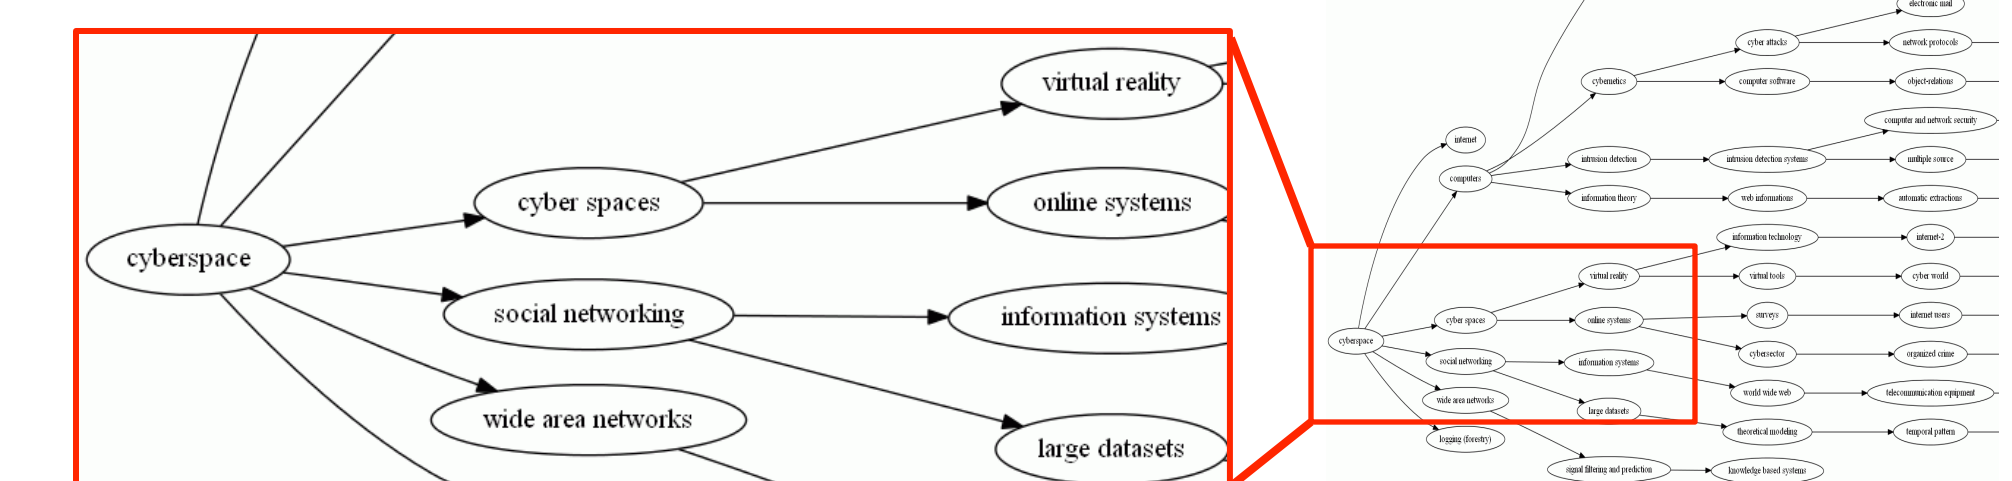 virtual reality
cyber spaces
online systems
cyberspace
social networking
information systems
wide area networks
large datasets
electronic mail
cyber attacks
network protocols
cybernetics
computer software
object-relations
computer and network security
internet
intrusion detection
intrusion detection systems
multiple source
computers
information theory
web informations
automatic extractions
information technology
internet-2
virtual reality
virtual tools
cyber world
cyber spaces
online systems
surveys
internet users
cyberspace
cybersector
organized crime
social networking
information systems
wide area networks
world wide web
telecommunication equipment
large datasets
logging (forestry)
theoretical modeling
temporal pattern
signal filtering and prediction
knowledge based systems